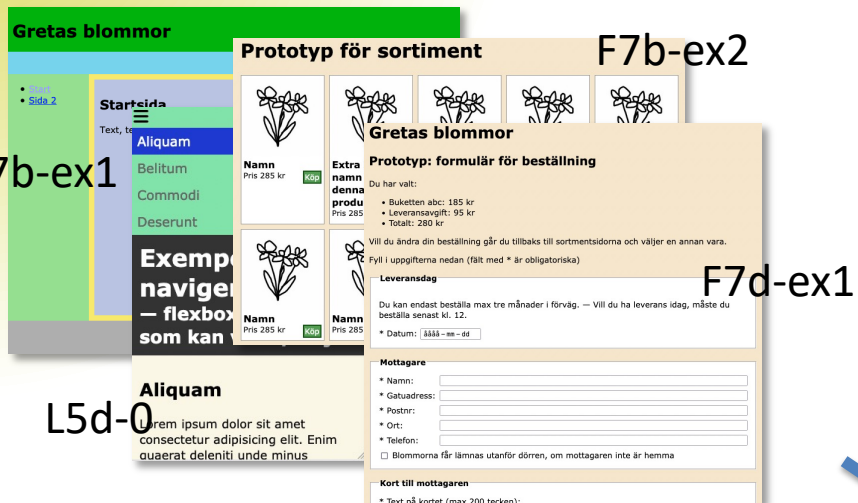 Gretas blommor
Start
Sida 2
Startsida
Text, te
7b-ex1
Aliquam
Belitum
Commodi
Deserunt
Exemp
naviger
— flexbox
som kan v
Aliquam
Lorem ipsum dolor sit amet
consectetur adipisicing elit. Enim
quaerat deleniti unde minus
L5d-0
Prototyp för sortiment
F7b-ex2
Namn
Pris 285 kr
Köp
Extra
namn
denna
produ
Pris 285
Namn
Pris 285 kr
Köp
Namn
Pris 285
Gretas blommor
Prototyp: formulär för beställning
Du har valt:
Buketten abc: 185 kr
Leveransavgift: 95 kr
Totalt: 280 kr
Vill du ändra din beställning går du tillbaks till sortmentsidorna och väljer en annan vara.
Fyll i uppgifterna nedan (fält med * är obligatoriska)
F7d-ex1
Leveransdag
Du kan endast beställa max tre månader i förväg. — Vill du ha leverans idag, måste du
beställa senast kl. 12.
* Datum: åååå-mm-dd
Mottagare
* Namn:
* Gatuadress:
* Postnr:
* Ort:
* Telefon:
Blommorna får lämnas utanför dörren, om mottagaren inte är hemma
Kort till mottagaren
* Text på kortet (max 200 tecken):